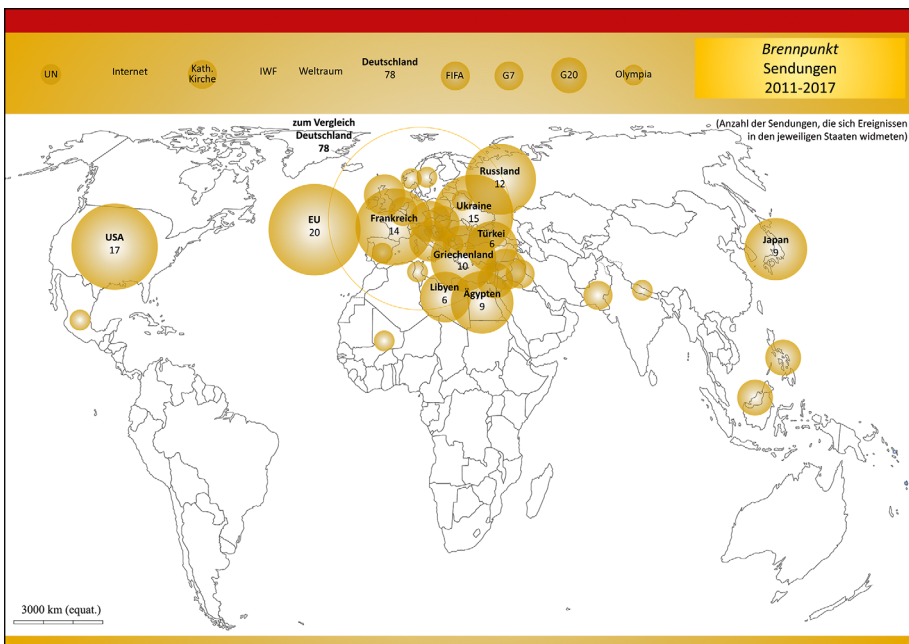 UN
Internet
Kath.
Kirche
IWF
Weltraum
Deutschland
78
FIFA
G7
G20
Olympia
Brennpunkt
Sendungen
2011-2017
(Anzahl der Sendungen, die sich Ereignissen
in den jeweiligen Staaten widmeten)
zum Vergleich
Deutschland
78
Russland
12
Ukraine
15
EU
20
Frankreich
14
Türkei
6
USA
17
Griechenland
10
Japan
9
Libyen
6
Ägypten
9
3000 km (equat.)